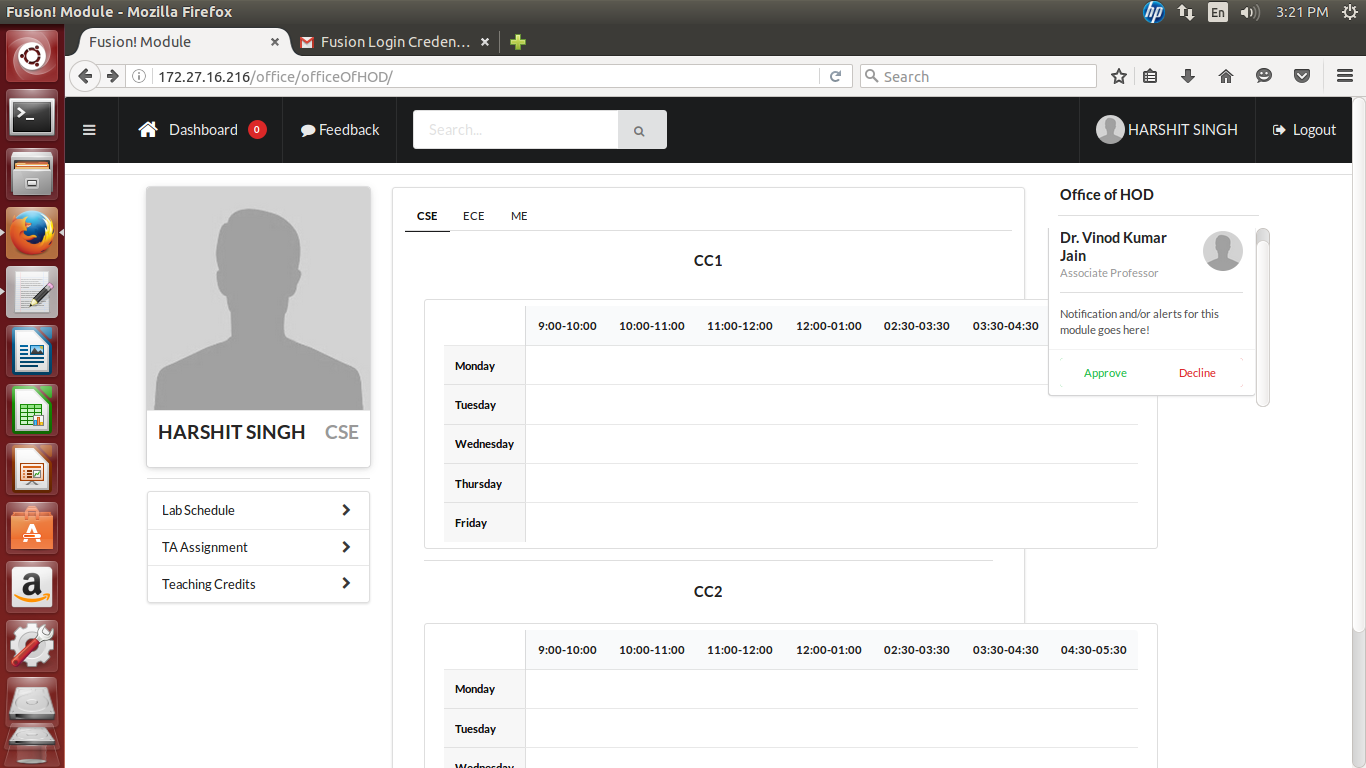 Fusion! Module - Mozilla Firefox
hp
En
3:21 PM
Fusion! Module
Fusion Login Creden...
172.27.16.216/office/officeOfHOD/
Search
Dashboard 0
Feedback
Search...
HARSHIT SINGH
Logout
HARSHIT SINGH CSE
Lab Schedule
TA Assignment
Teaching Credits
CSE ECE ME
CC1
9:00-10:00 10:00-11:00 11:00-12:00 12:00-01:00 02:30-03:30 03:30-04:30
Monday
Tuesday
Wednesday
Thursday
Friday
CC2
9:00-10:00 10:00-11:00 11:00-12:00 12:00-01:00 02:30-03:30 03:30-04:30 04:30-05:30
Monday
Tuesday
Wednesday
Office of HOD
Dr. Vinod Kumar
Jain
Associate Professor
Notification and/or alerts for this
module goes here!
Approve Decline